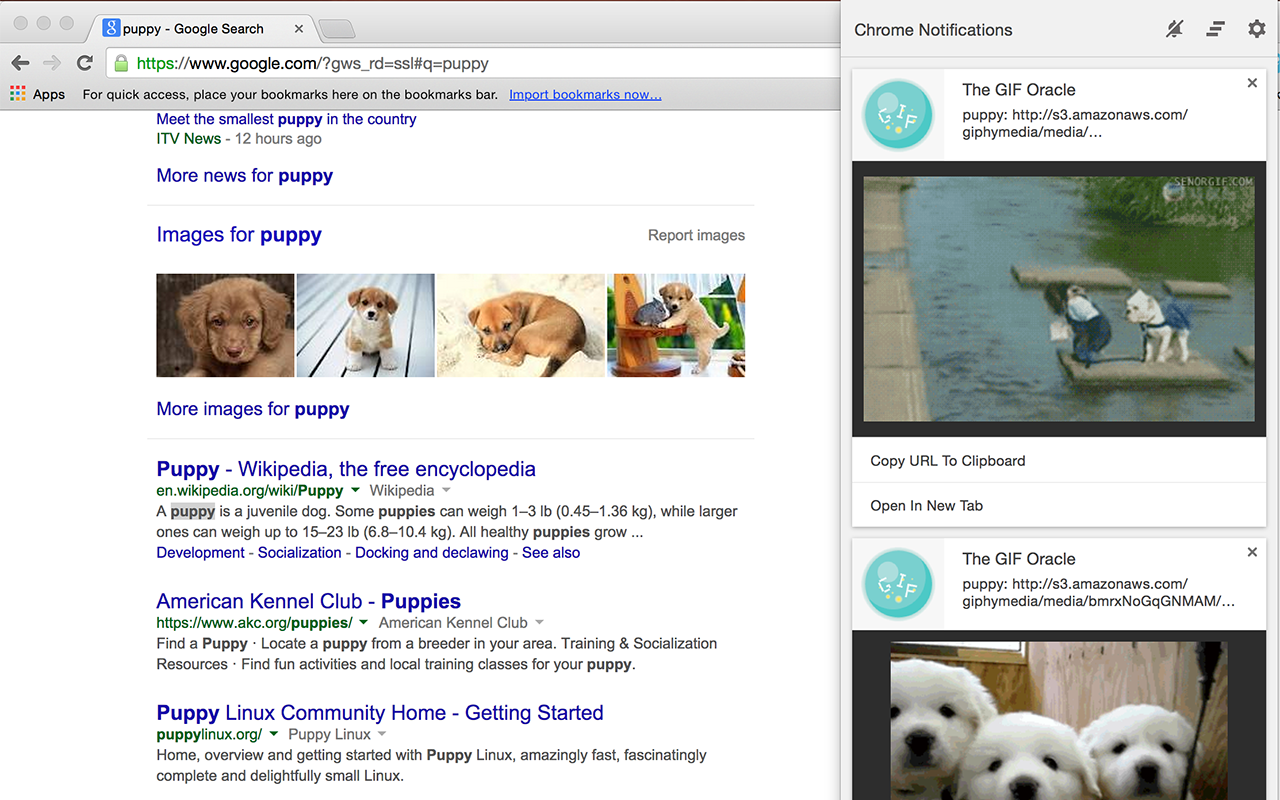 puppy - Google Search
https://www.google.com/?gws_rd=ssl#q=puppy
Apps
For quick access, place your bookmarks here on the bookmarks bar.
Import bookmarks now...
Meet the smallest puppy in the country
ITV News - 12 hours ago
More news for puppy
Images for puppy
Report images
More images for puppy
Puppy - Wikipedia, the free encyclopedia
en.wikipedia.org/wiki/Puppy
Wikipedia
A puppy is a juvenile dog. Some puppies can weigh 1–3 lb (0.45–1.36 kg), while larger
ones can weigh up to 15–23 lb (6.8–10.4 kg). All healthy puppies grow ...
Development - Socialization - Docking and declawing - See also
American Kennel Club - Puppies
https://www.akc.org/puppies/
American Kennel Club
Find a Puppy · Locate a puppy from a breeder in your area. Training & Socialization
Resources · Find fun activities and local training classes for your puppy.
Puppy Linux Community Home - Getting Started
puppylinux.org/
Puppy Linux
Home, overview and getting started with Puppy Linux, amazingly fast, fascinatingly
complete and delightfully small Linux.
Chrome Notifications
GIF
The GIF Oracle
puppy: http://s3.amazonaws.com/
giphymedia/media/...
SENORGIF.COM
Copy URL To Clipboard
Open In New Tab
GIF
The GIF Oracle
puppy: http://s3.amazonaws.com/
giphymedia/media/bmrxNoGqGNMAM/...